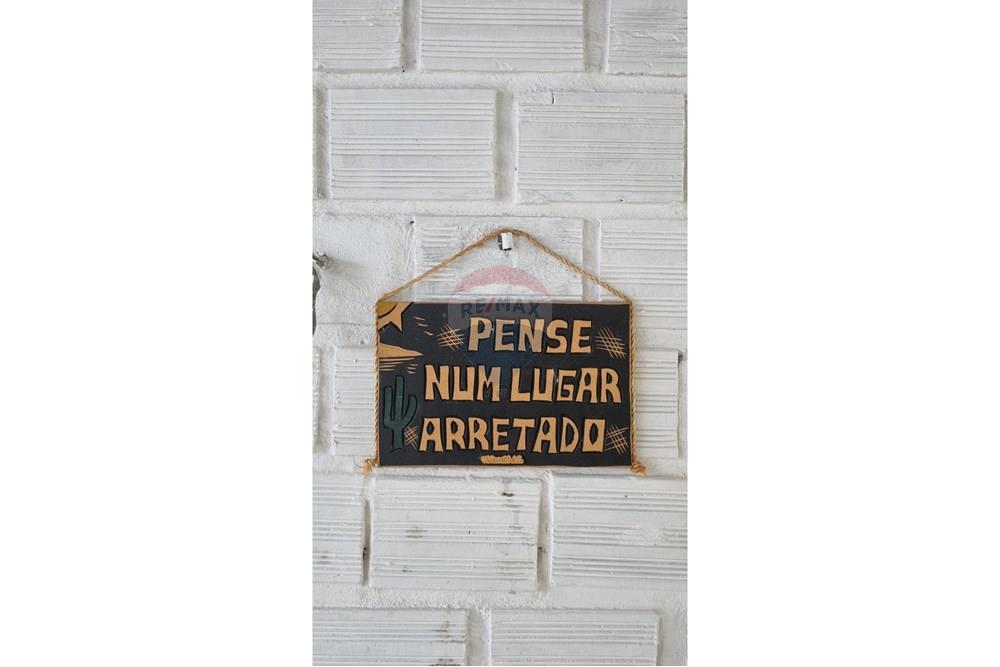 RE/MAX
PENSE
NUM LUGAR
ARRETADO